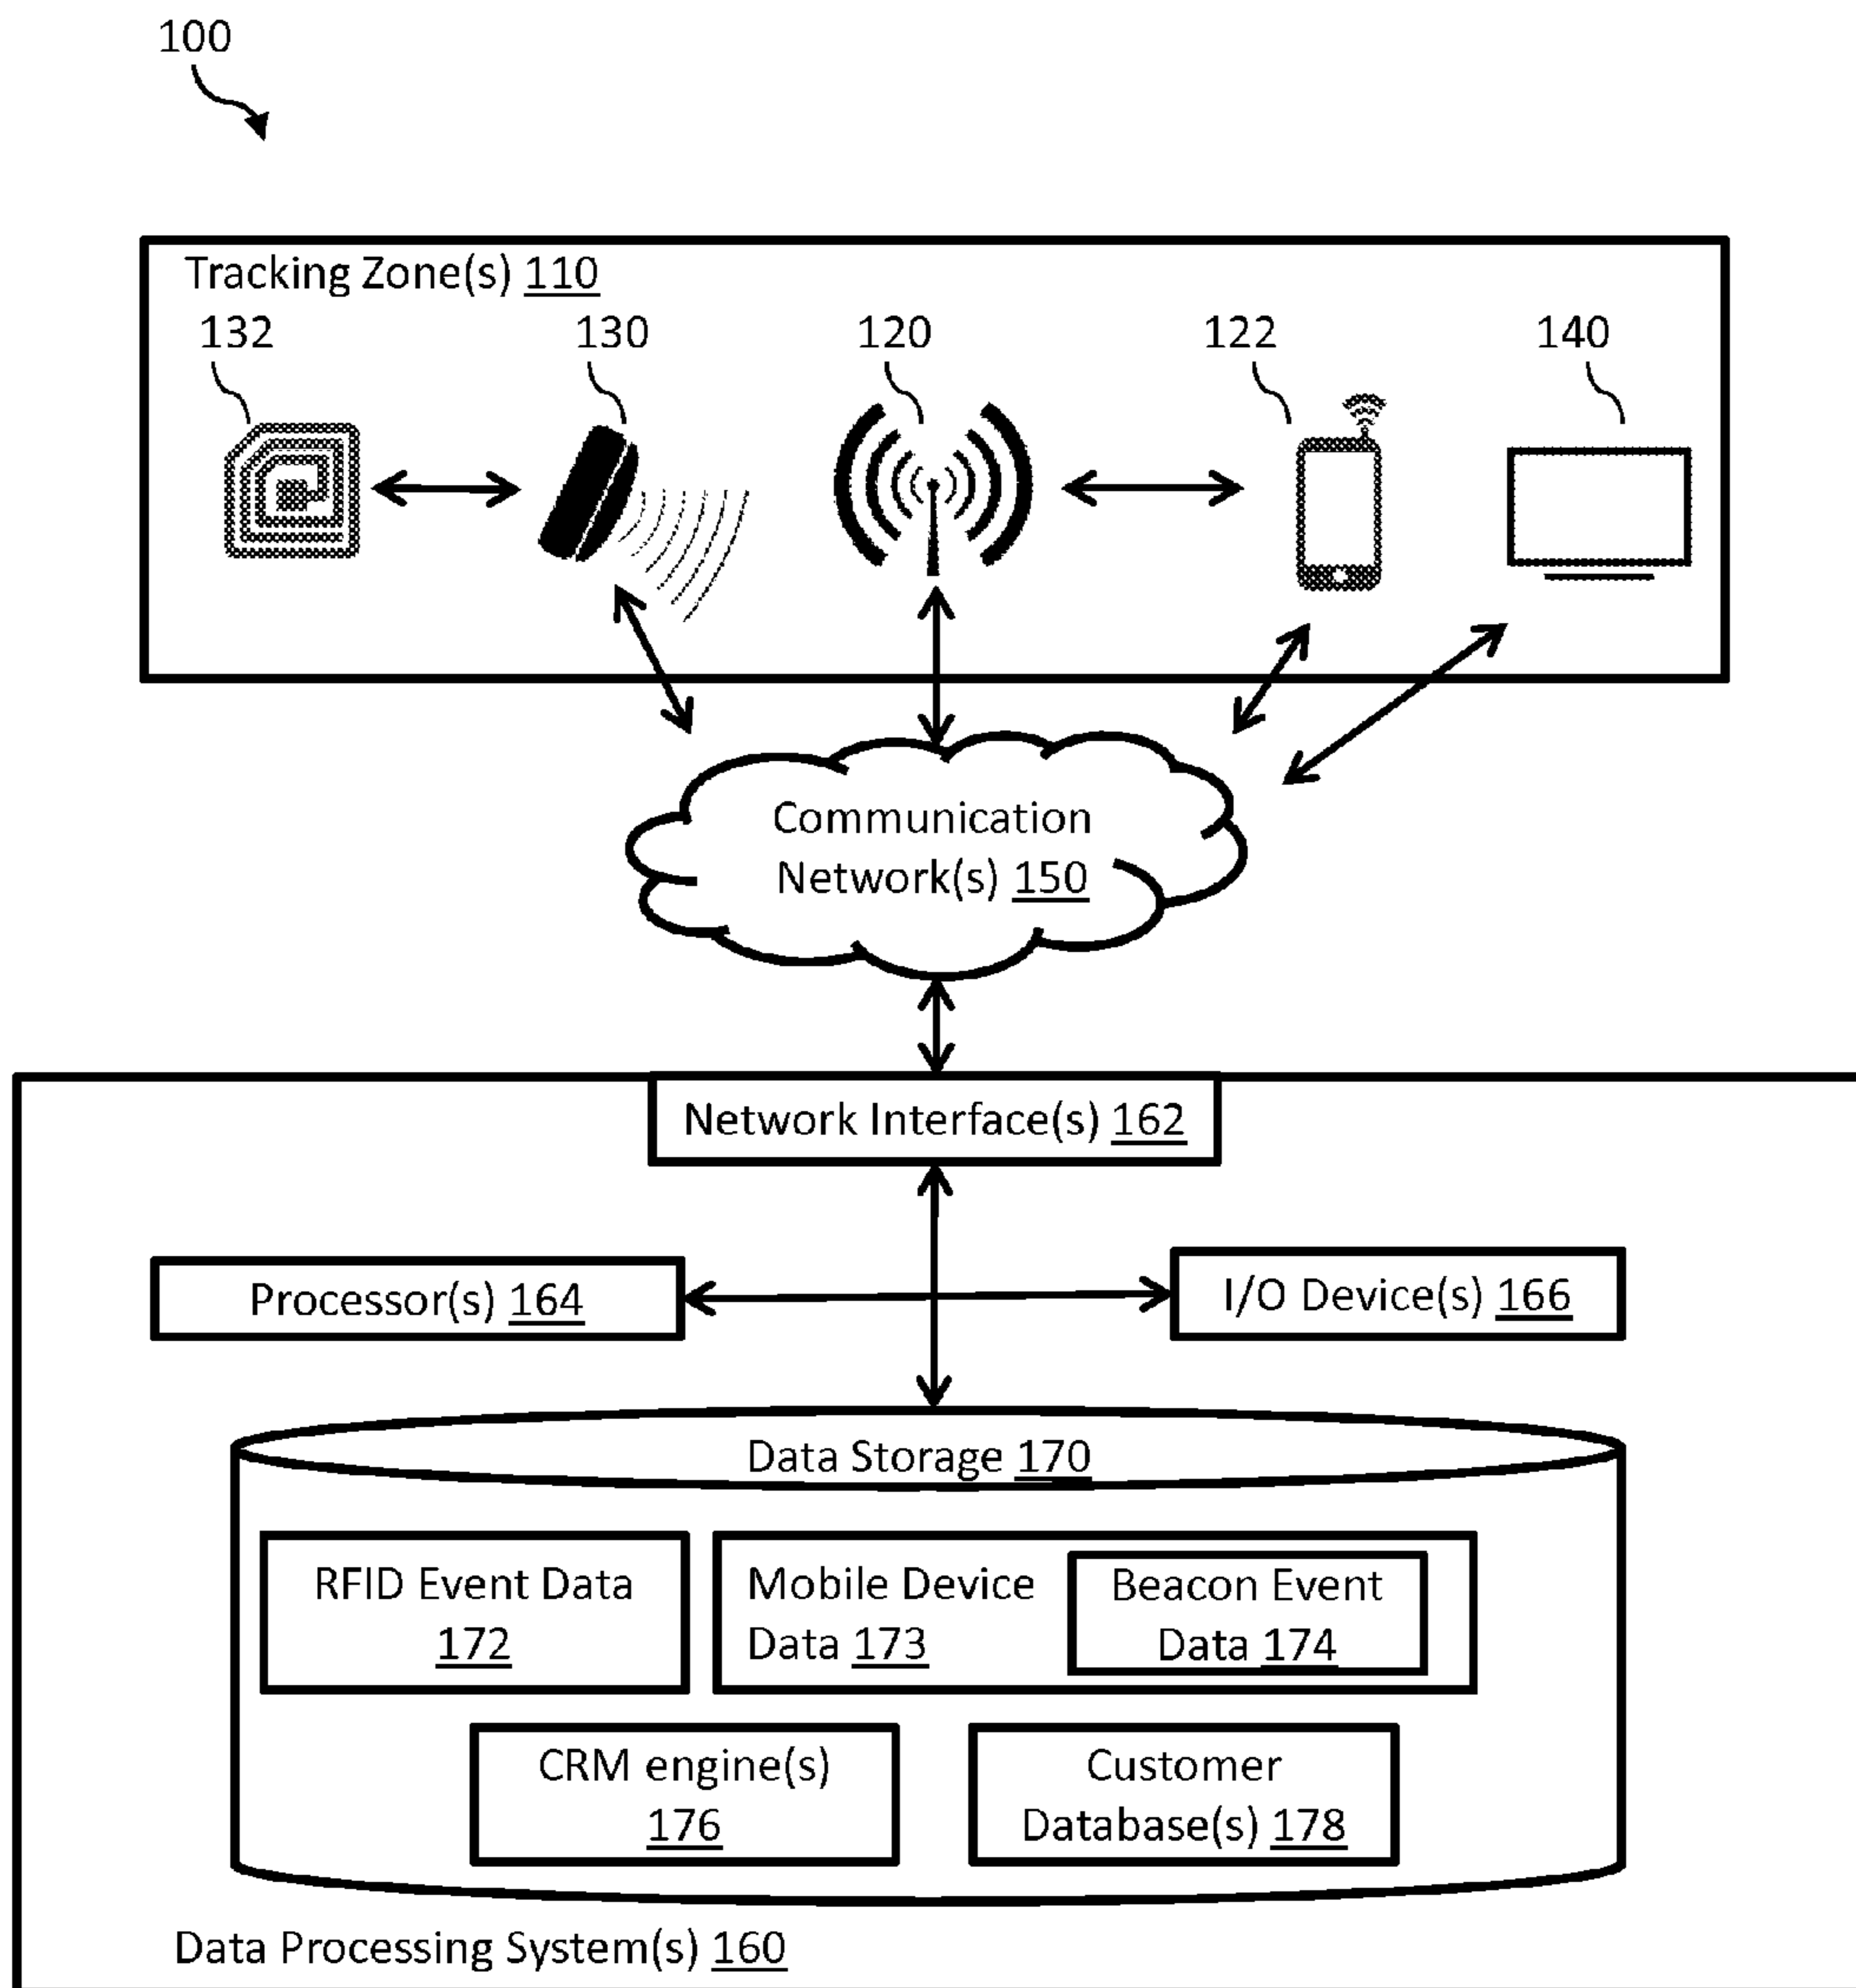 100
Tracking Zone(s) 110
132 130 120 122 140
Communication
Network(s) 150
Network Interface(s) 162
Processor(s) 164
I/O Device(s) 166
Data Storage 170
RFID Event Data
172
Mobile Device
Data 173
Beacon Event
Data 174
CRM engine(s)
176
Customer
Database(s) 178
Data Processing System(s) 160